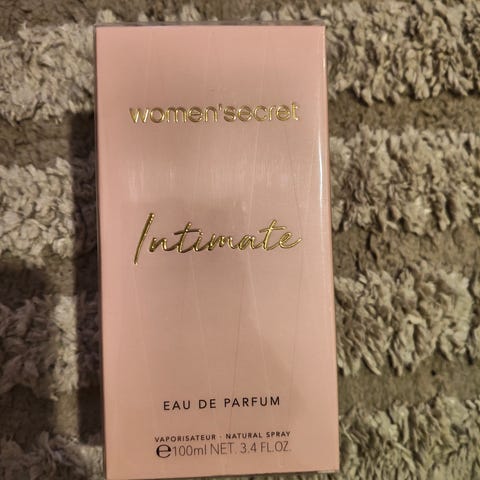 women'secret
Intimate
EAU DE PARFUM
VAPORISATEUR · NATURAL SPRAY
℮100ml NET. 3.4 FL.OZ.